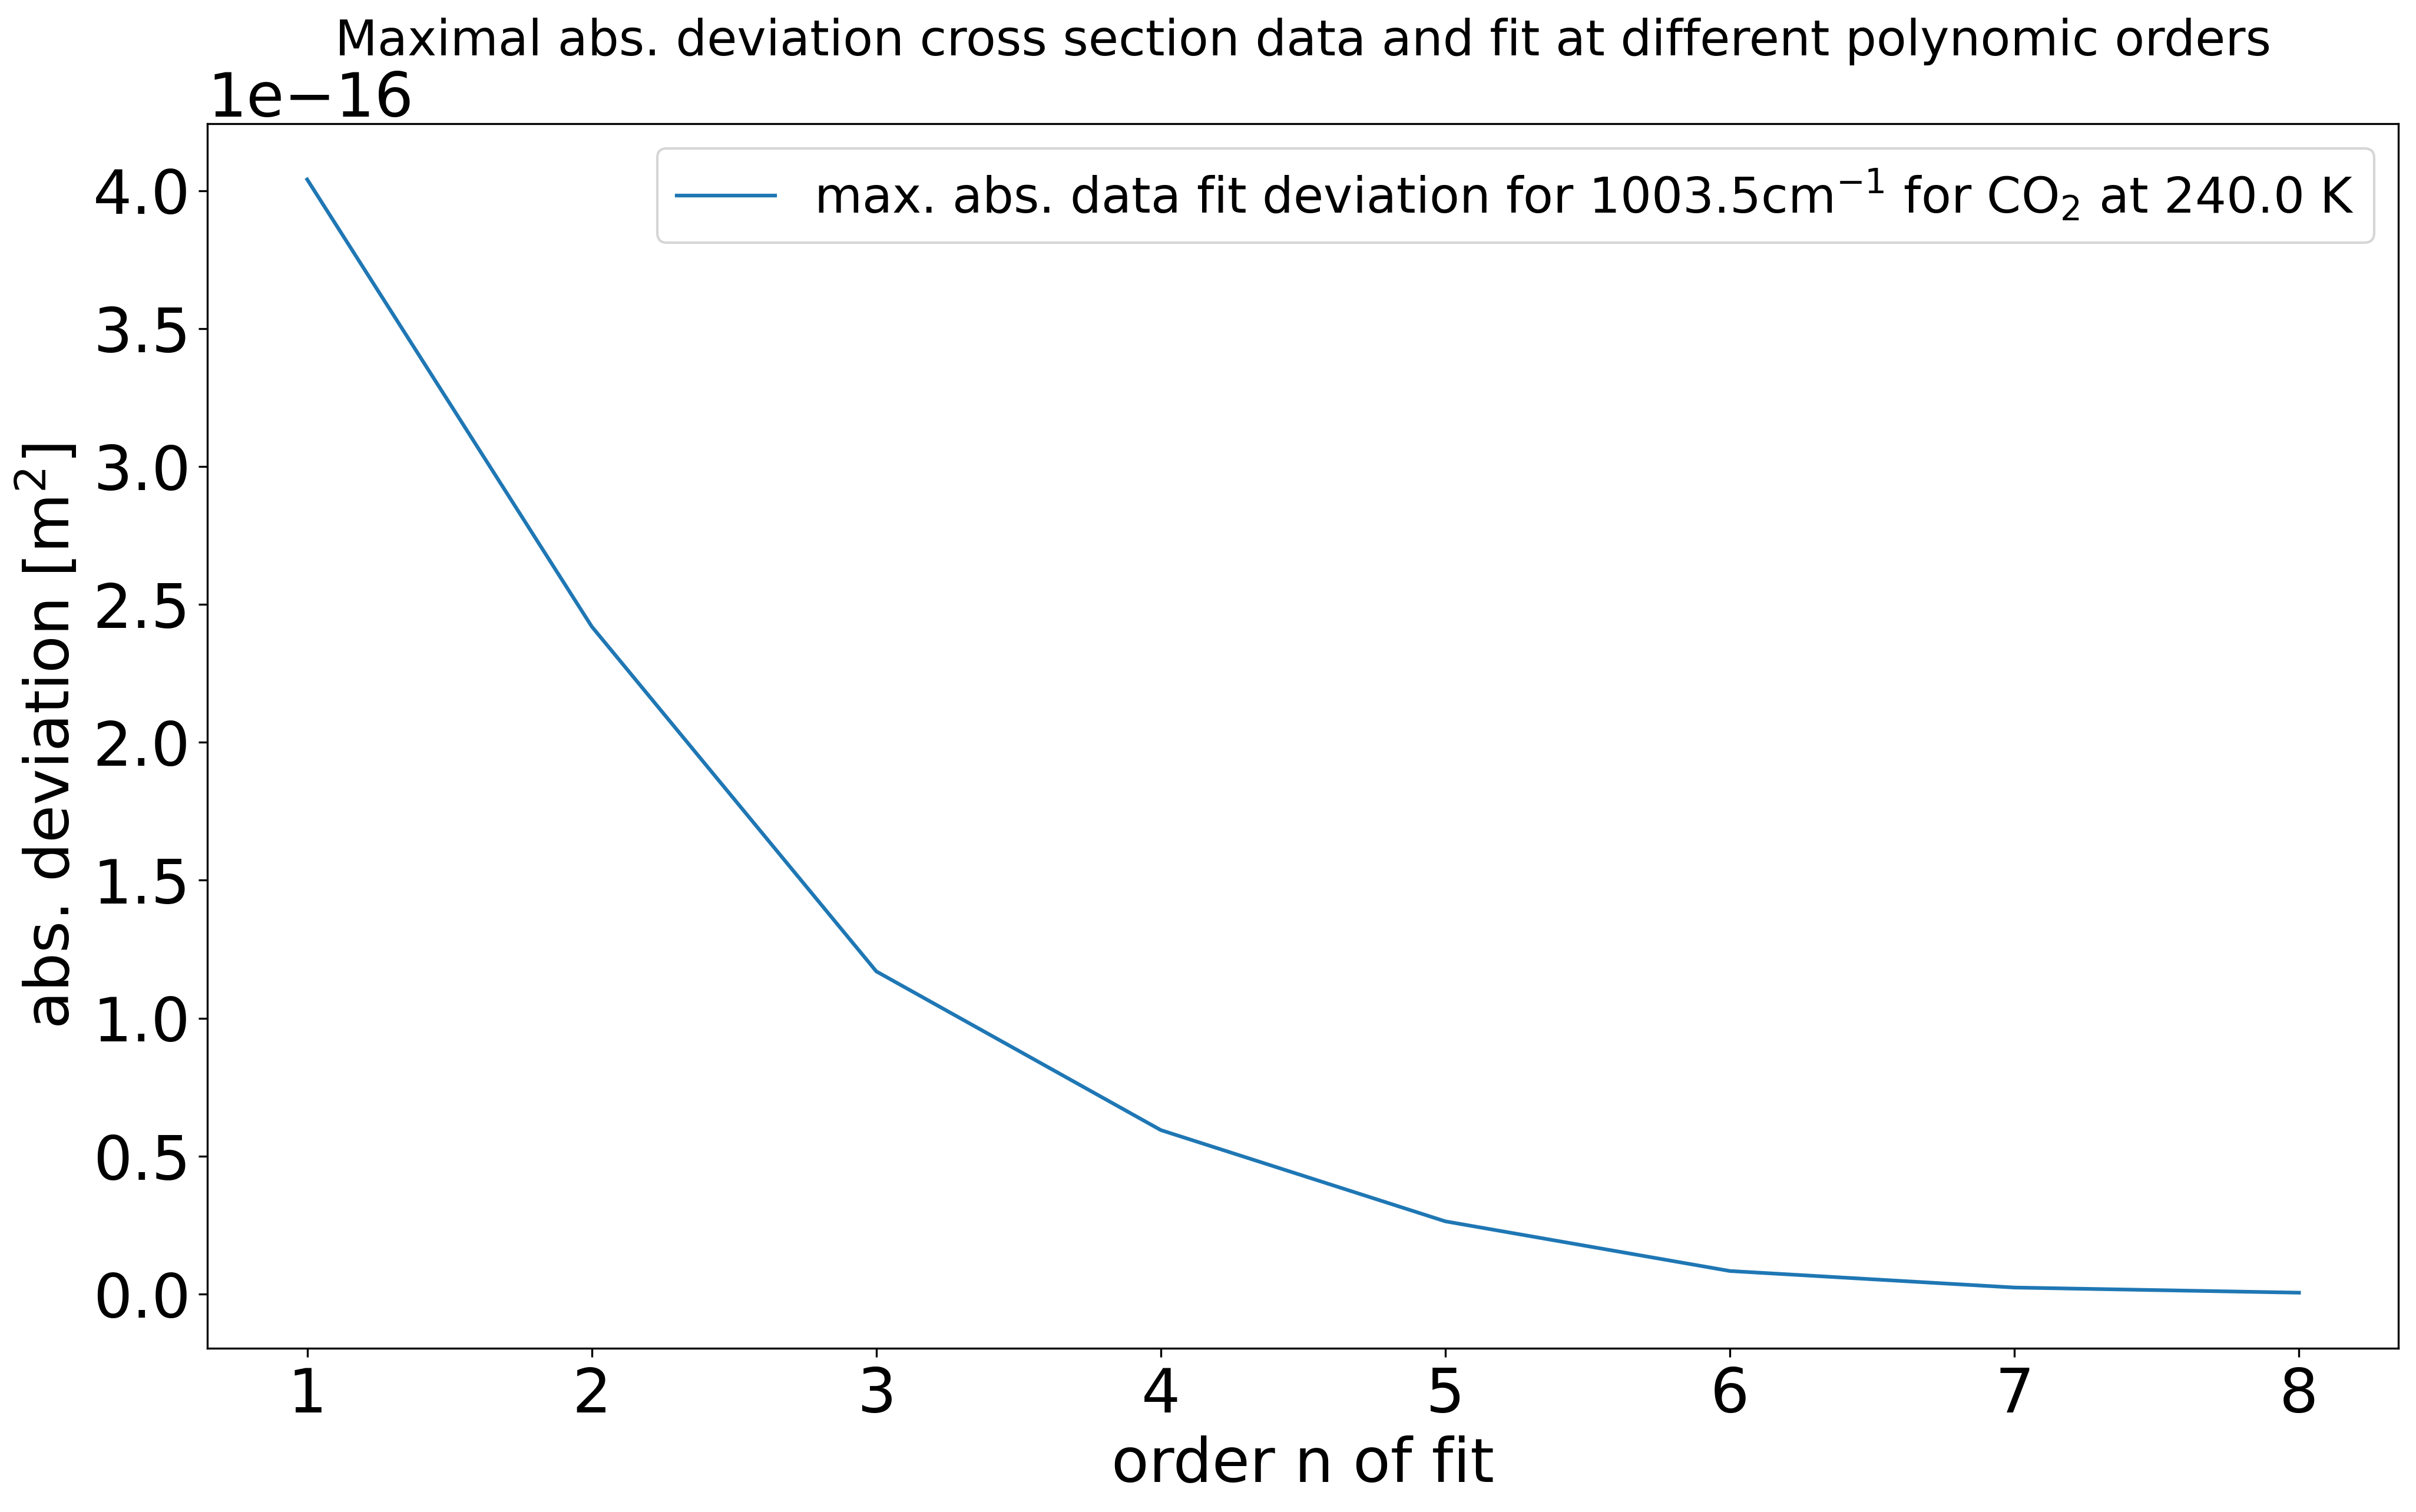 Maximal abs. deviation cross section data and fit at different polynomic orders
1e−16
max. abs. data fit deviation for 1003.5cm⁻¹ for CO₂ at 240.0 K
abs. deviation [m²]
4.0
3.5
3.0
2.5
2.0
1.5
1.0
0.5
0.0
1 2 3 4 5 6 7 8
order n of fit